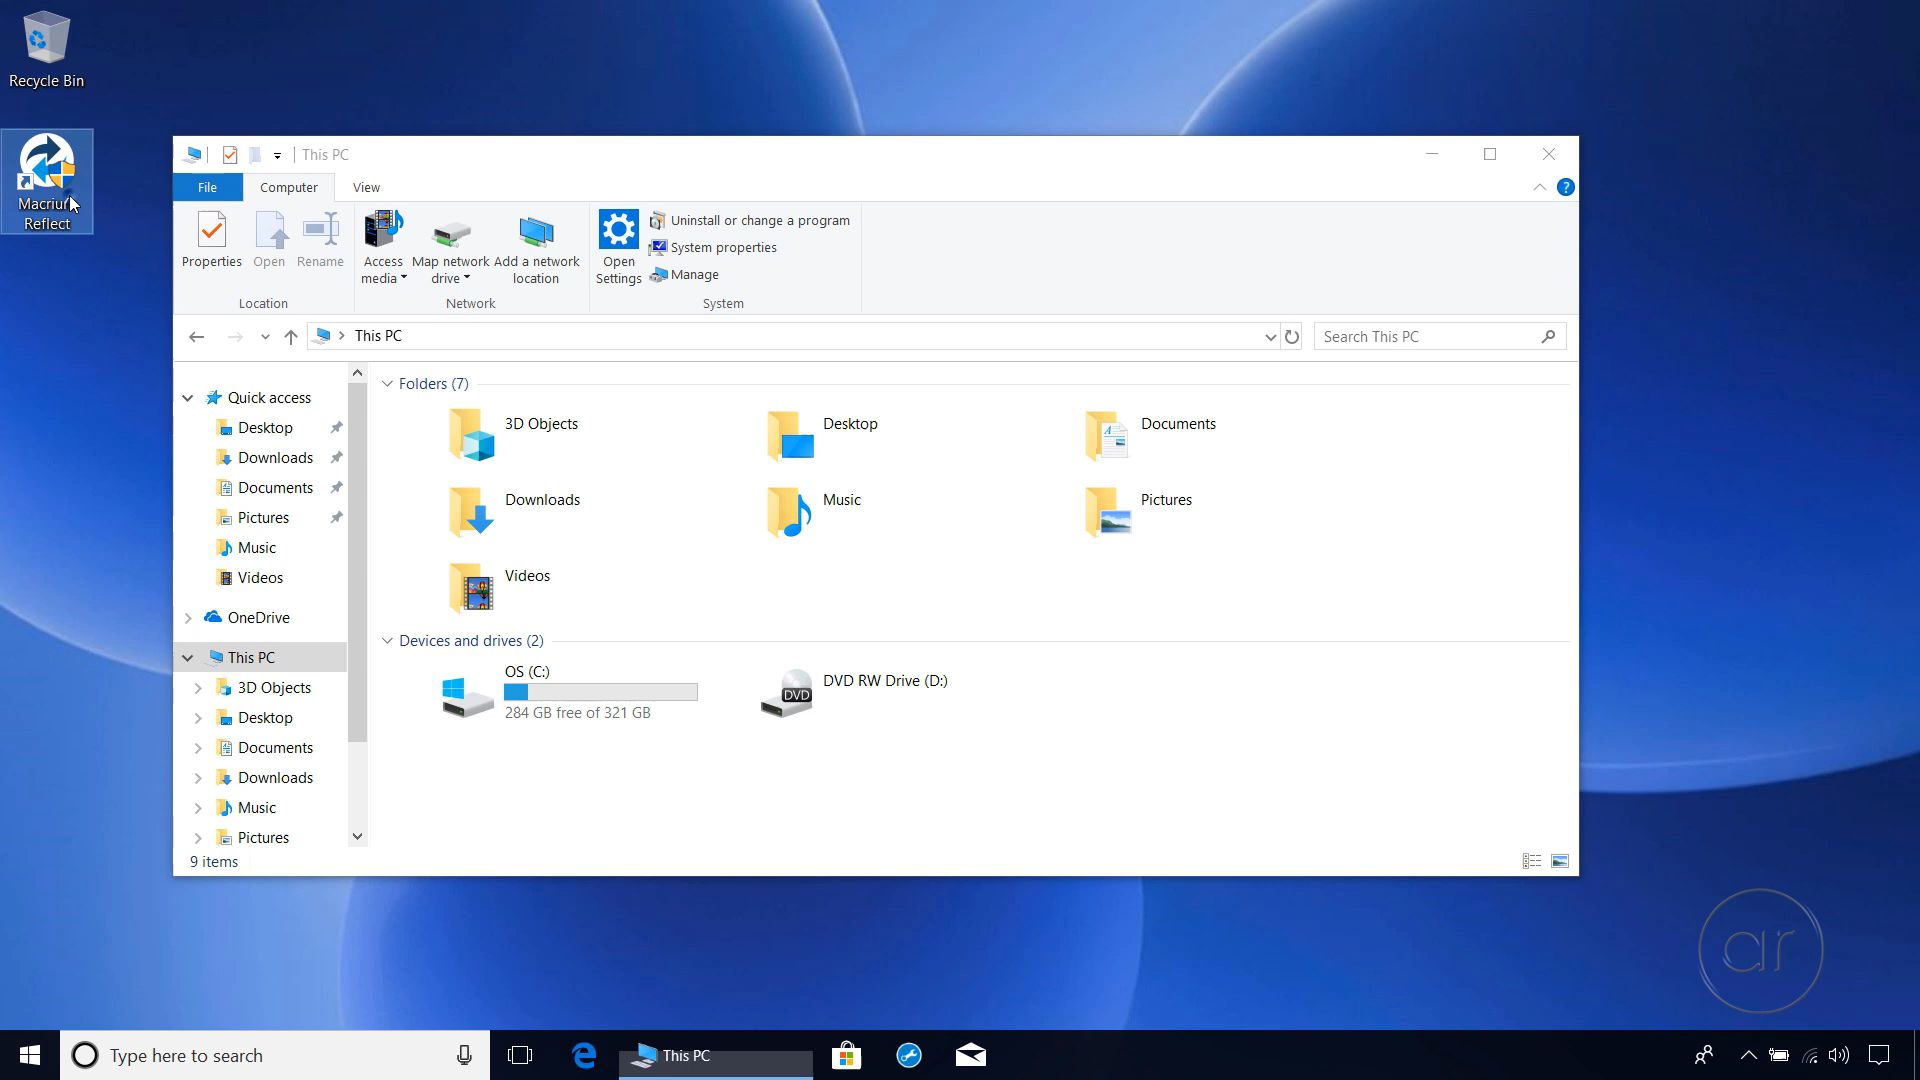 Recycle Bin
Macrium
Reflect
This PC
File
Computer
View
Properties
Open
Rename
Access
media
Map network
drive
Add a network
location
Open
Settings
Uninstall or change a program
System properties
Manage
Location
Network
System
This PC
Search This PC
Quick access
Desktop
Downloads
Documents
Pictures
Music
Videos
OneDrive
This PC
3D Objects
Desktop
Documents
Downloads
Music
Pictures
Folders (7)
3D Objects
Desktop
Documents
Downloads
Music
Pictures
Videos
Devices and drives (2)
OS (C:)
284 GB free of 321 GB
DVD
DVD RW Drive (D:)
9 items
ar
Type here to search
This PC